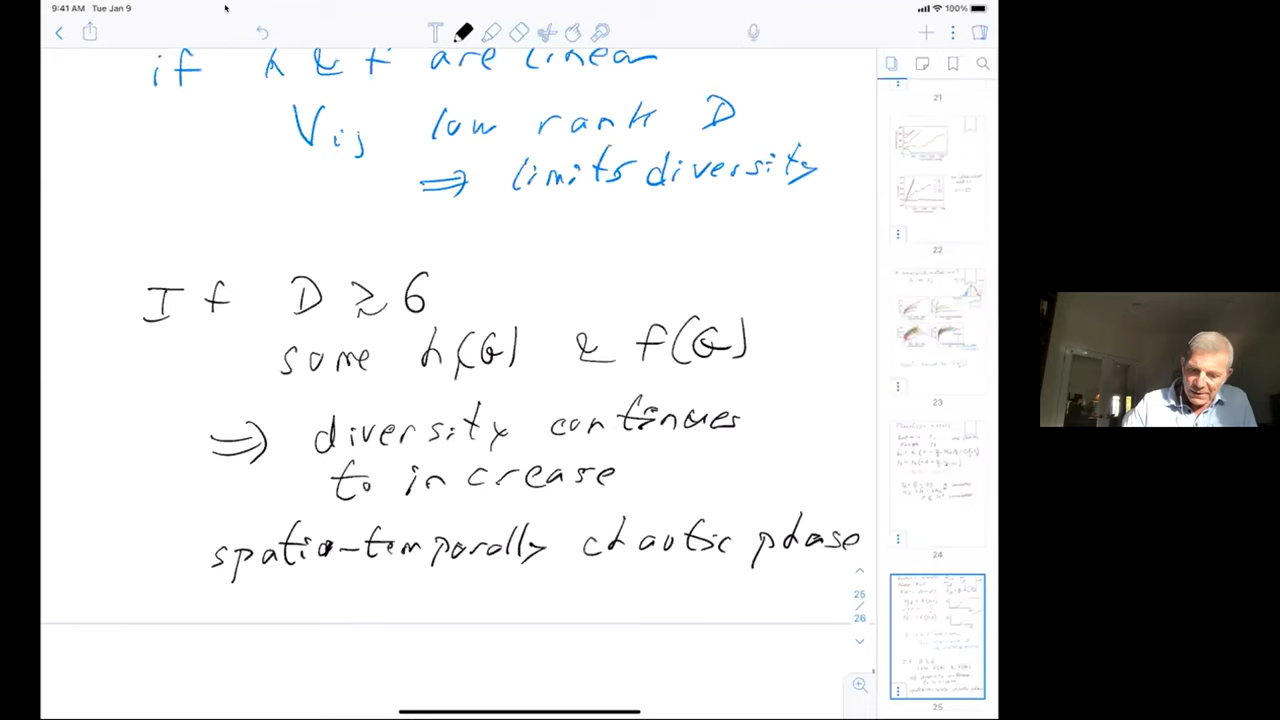 9:41 AM Tue Jan 9
100%
if h & f are linear
V ij low rank D
⇒ limits diversity
If D ≳ 6
some h(G) & f(G)
⇒ diversity continues
to increase
spatio-temporally chaotic phase
25
/
26
21
22
23
24
25